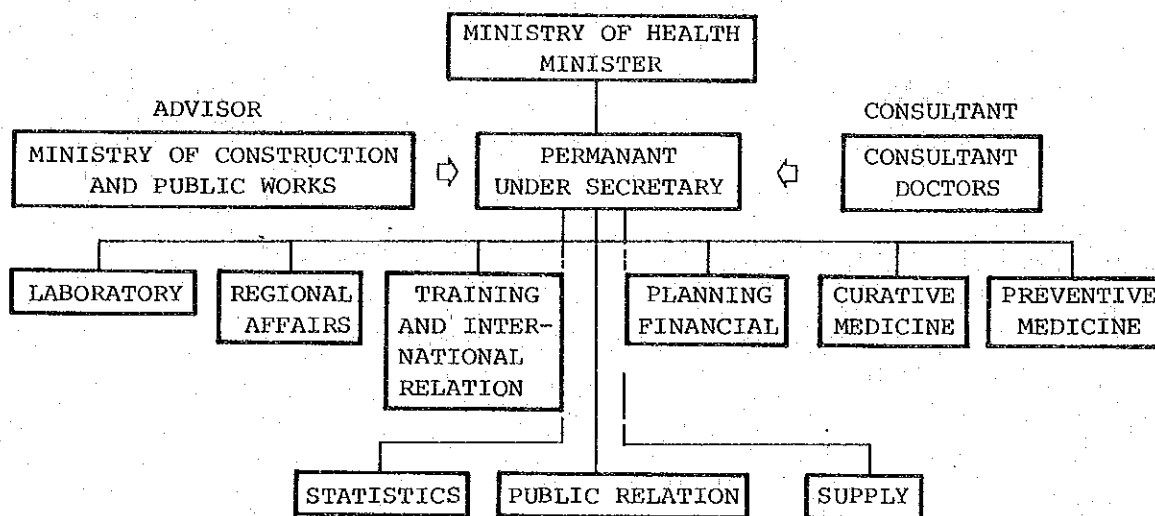 MINISTRY OF HEALTH
MINISTER
ADVISOR
CONSULTANT
MINISTRY OF CONSTRUCTION
AND PUBLIC WORKS
PERMANANT
UNDER SECRETARY
CONSULTANT
DOCTORS
LABORATORY
REGIONAL
AFFAIRS
TRAINING
AND INTER-
NATIONAL
RELATION
PLANNING
FINANCIAL
CURATIVE
MEDICINE
PREVENTIVE
MEDICINE
STATISTICS
PUBLIC RELATION
SUPPLY